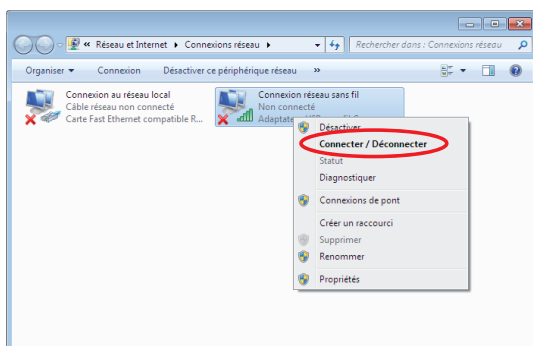 « Réseau et Internet ▸ Connexions réseau ▸
Rechercher dans : Connexions réseau
Organiser ▾ Connexion Désactiver ce périphérique réseau »
Connexion au réseau local
Câble réseau non connecté
Carte Fast Ethernet compatible R...
Connexion réseau sans fil
Non connecté
Désactiver
Connecter / Déconnecter
Statut
Diagnostiquer
Connexions de pont
Créer un raccourci
Supprimer
Renommer
Propriétés